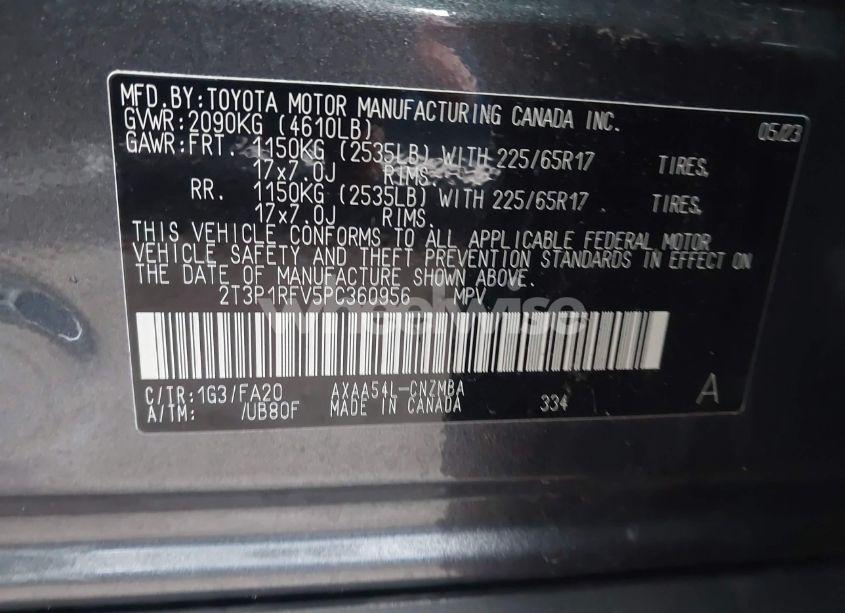 MFD.BY:TOYOTA MOTOR MANUFACTURING CANADA INC.
GVWR:2090KG (4610LB) 05/23
GAWR:FRT. 1150KG (2535LB) WITH 225/65R17 TIRES,
17x7.0J RIMS.
RR. 1150KG (2535LB) WITH 225/65R17 TIRES,
17x7.0J RIMS.
THIS VEHICLE CONFORMS TO ALL APPLICABLE FEDERAL MOTOR
VEHICLE SAFETY AND THEFT PREVENTION STANDARDS IN EFFECT ON
THE DATE OF MANUFACTURE SHOWN ABOVE.
2T3P1RFV5PC360956 MPV
WheelWise
C/TR:1G3/FA20 AXAA54L-CNZMBA
A/TM: /UB80F MADE IN CANADA 334 A